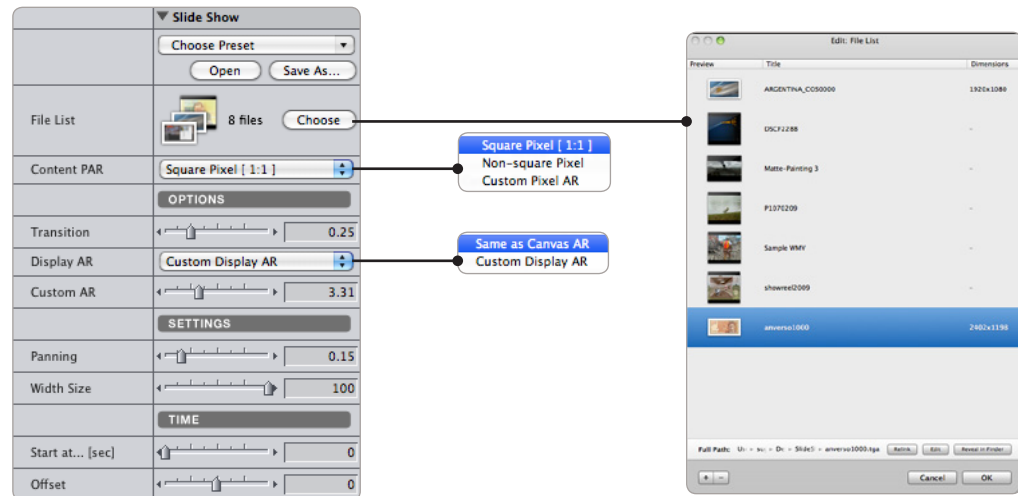 Slide Show
Choose Preset
Open Save As...
File List 8 files Choose
Content PAR Square Pixel [ 1:1 ]
OPTIONS
Transition 0.25
Display AR Custom Display AR
Custom AR 3.31
SETTINGS
Panning 0.15
Width Size 100
TIME
Start at... [sec] 0
Offset 0
Square Pixel [ 1:1 ]
Non-square Pixel
Custom Pixel AR
Same as Canvas AR
Custom Display AR
Edit: File List
Preview Title Dimensions
ARGENTINA_COS0000 1920x1080
DSCF2288 -
Matte-Painting 3 -
P1070209 -
Sample WMV -
showreel2009 -
anverso1000 2402x1198
Full Path: anverso1000.tga Relink Edit Reveal in Finder
+ - Cancel OK